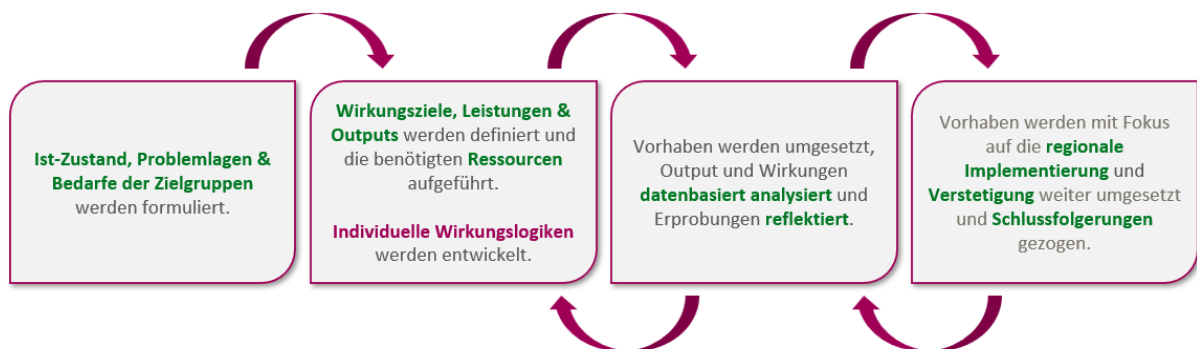 Ist-Zustand, Problemlagen &
Bedarfe der Zielgruppen
werden formuliert.
Wirkungsziele, Leistungen &
Outputs werden definiert und
die benötigten Ressourcen
aufgeführt.
Individuelle Wirkungslogiken
werden entwickelt.
Vorhaben werden umgesetzt,
Output und Wirkungen
datenbasiert analysiert und
Erprobungen reflektiert.
Vorhaben werden mit Fokus
auf die regionale
Implementierung und
Verstetigung weiter umgesetzt
und Schlussfolgerungen
gezogen.